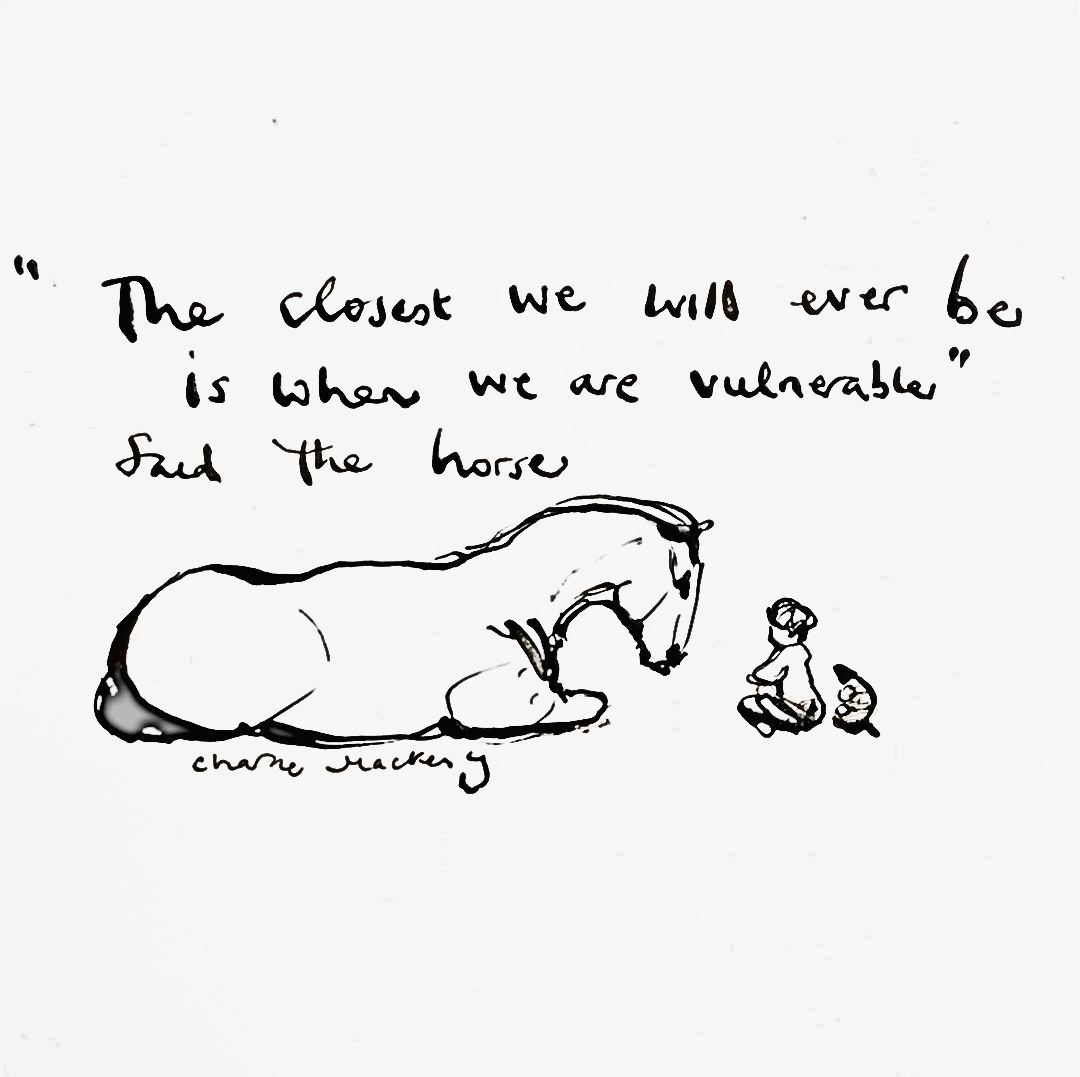 “ The closest we will ever be
is when we are vulnerable”
Said the horse
charlie Mackesy